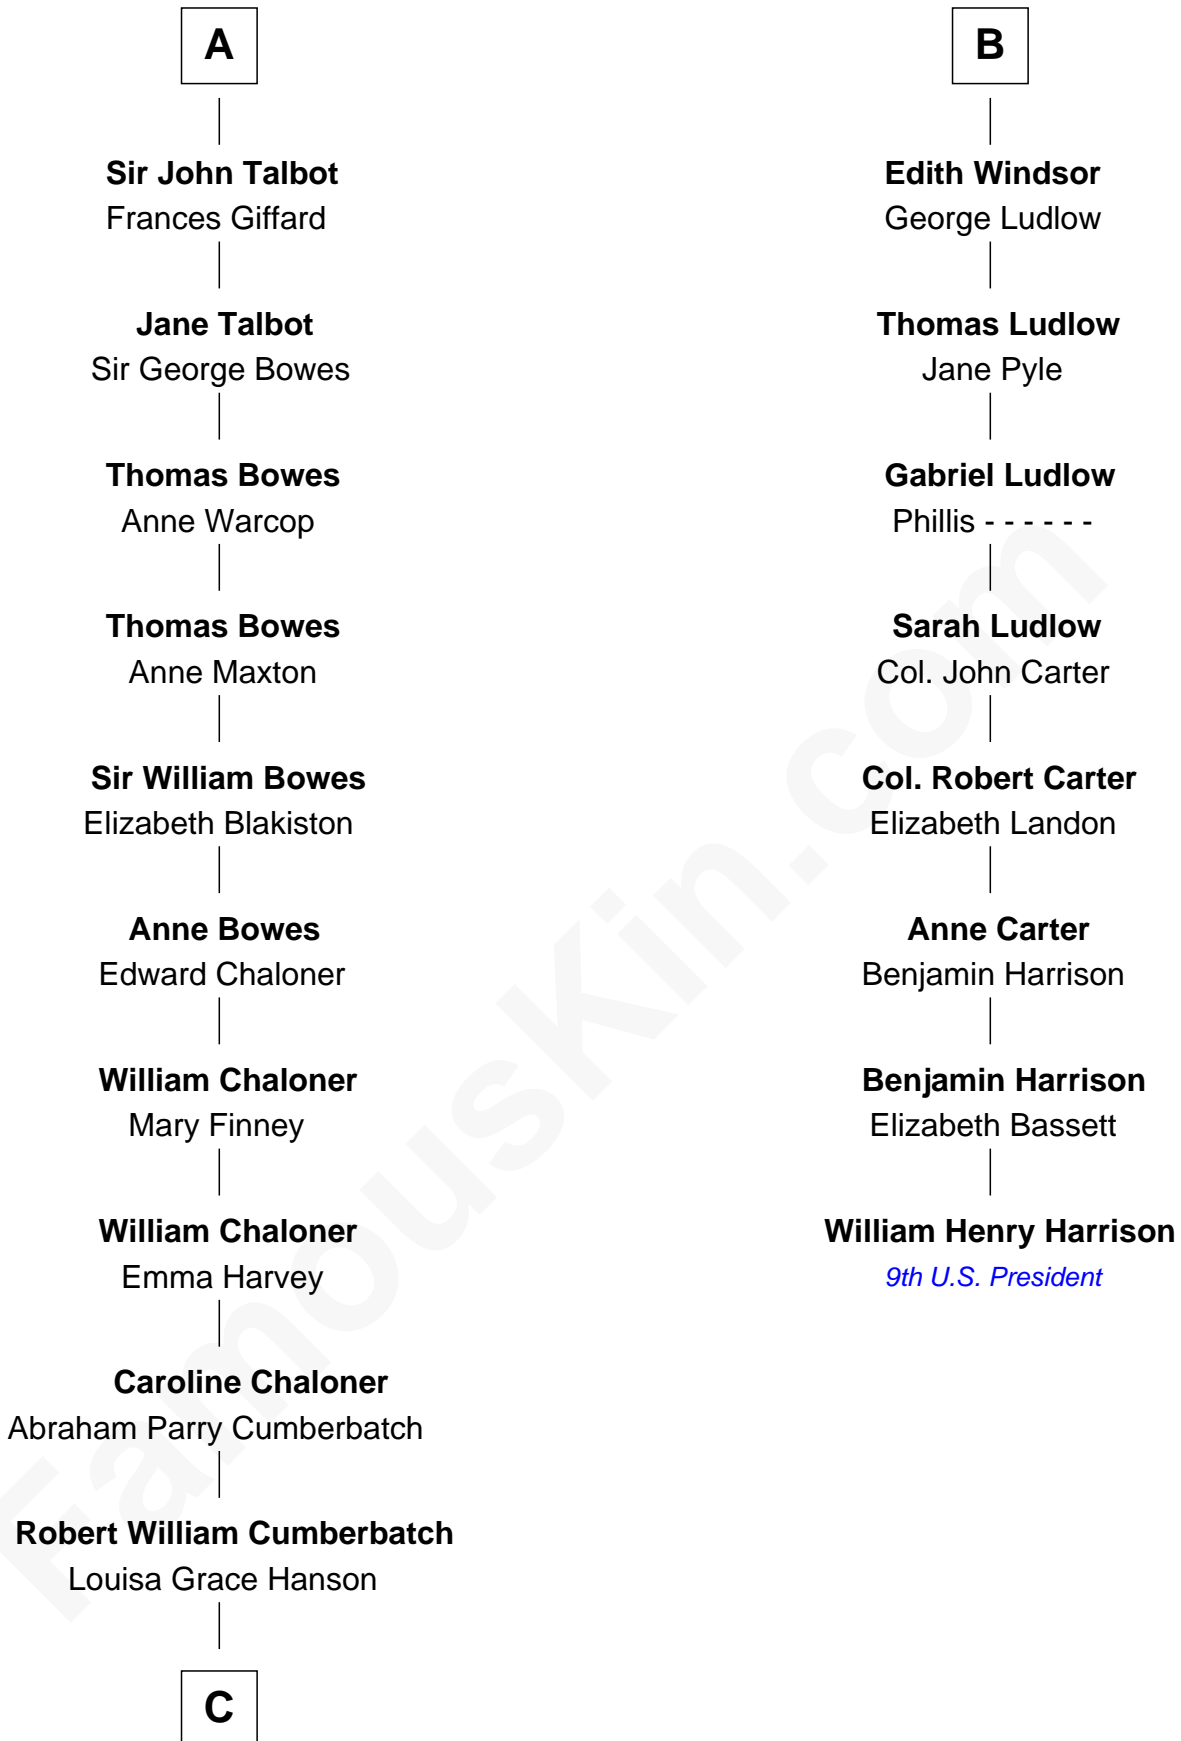 A
Sir John Talbot
Frances Giffard
Jane Talbot
Sir George Bowes
Thomas Bowes
Anne Warcop
Thomas Bowes
Anne Maxton
Sir William Bowes
Elizabeth Blakiston
Anne Bowes
Edward Chaloner
William Chaloner
Mary Finney
William Chaloner
Emma Harvey
Caroline Chaloner
Abraham Parry Cumberbatch
Robert William Cumberbatch
Louisa Grace Hanson
C
B
Edith Windsor
George Ludlow
Thomas Ludlow
Jane Pyle
Gabriel Ludlow
Phillis - - - - - -
Sarah Ludlow
Col. John Carter
Col. Robert Carter
Elizabeth Landon
Anne Carter
Benjamin Harrison
Benjamin Harrison
Elizabeth Bassett
William Henry Harrison
9th U.S. President
FamousKin.com